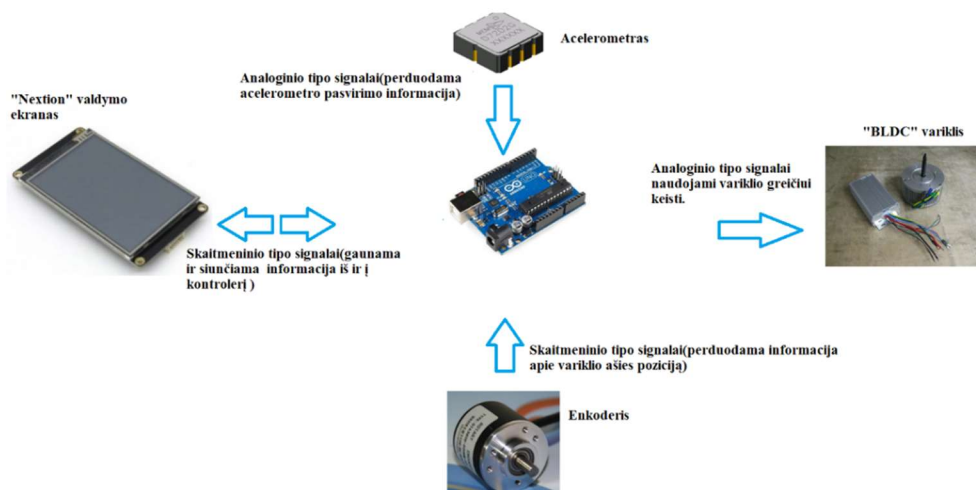 Acelerometras
Analoginio tipo signalai(perduodama
acelerometro pasvirimo informacija)
"Nextion" valdymo
ekranas
"BLDC" variklis
Analoginio tipo signalai
naudojami variklio greičiui
keisti.
Skaitmeninio tipo signalai(gaunama
ir siunčiama informacija iš ir į
kontrolerį )
Skaitmeninio tipo signalai(perduodama informacija
apie variklio ašies poziciją)
Enkoderis